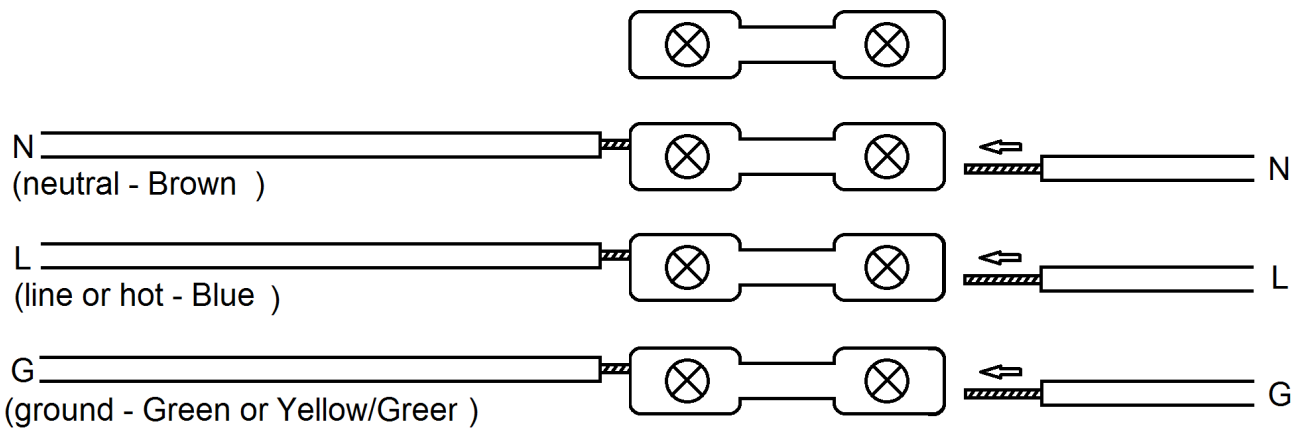 N N
(neutral - Brown )
L L
(line or hot - Blue )
G G
(ground - Green or Yellow/Greer )